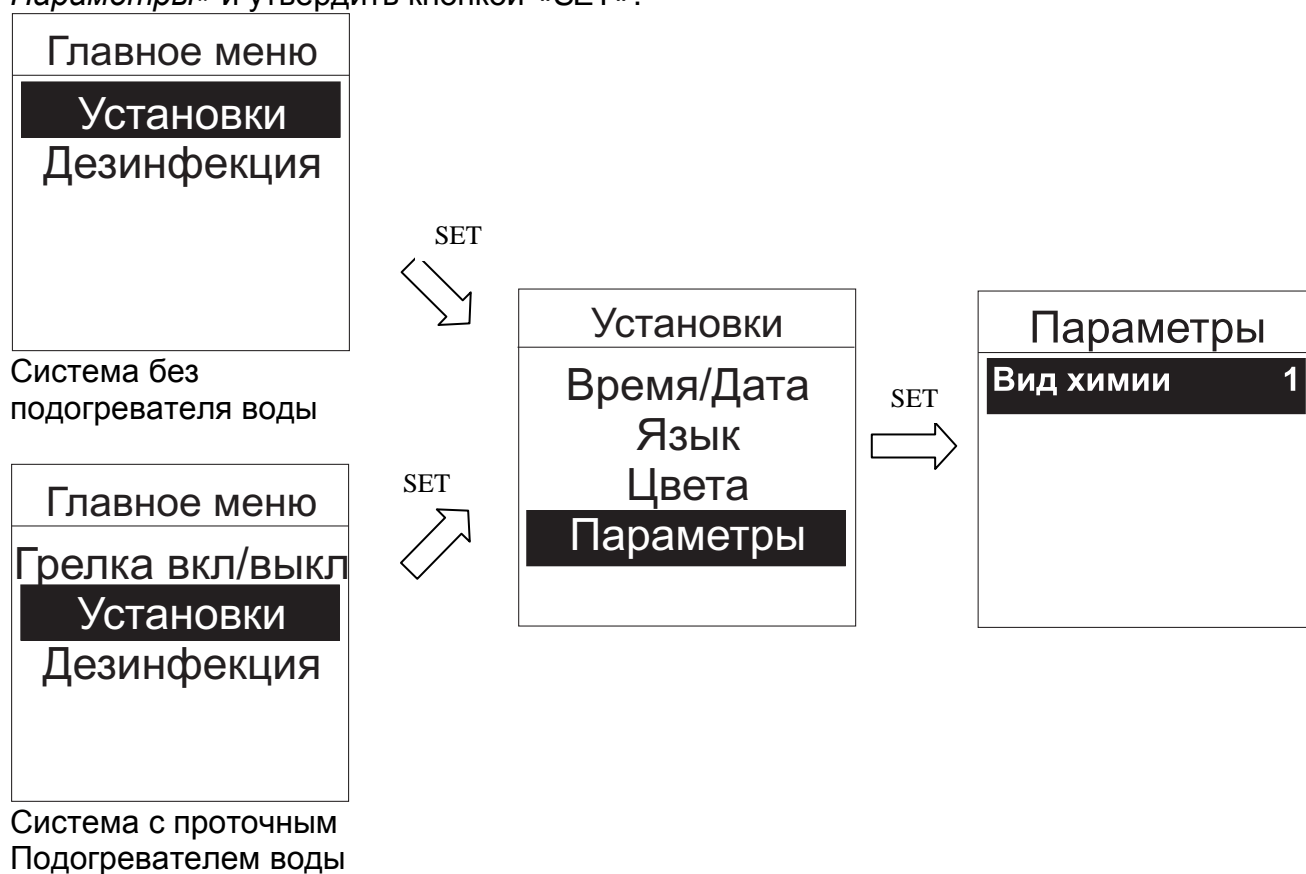 Параметры» и утвердить кнопкой «SET».
Главное меню
Установки
Дезинфекция
Система без
подогревателя воды
SET
Главное меню
Грелка вкл/выкл
Установки
Дезинфекция
Система с проточным
Подогревателем воды
SET
Установки
Время/Дата
Язык
Цвета
Параметры
SET
Параметры
Вид химии 1